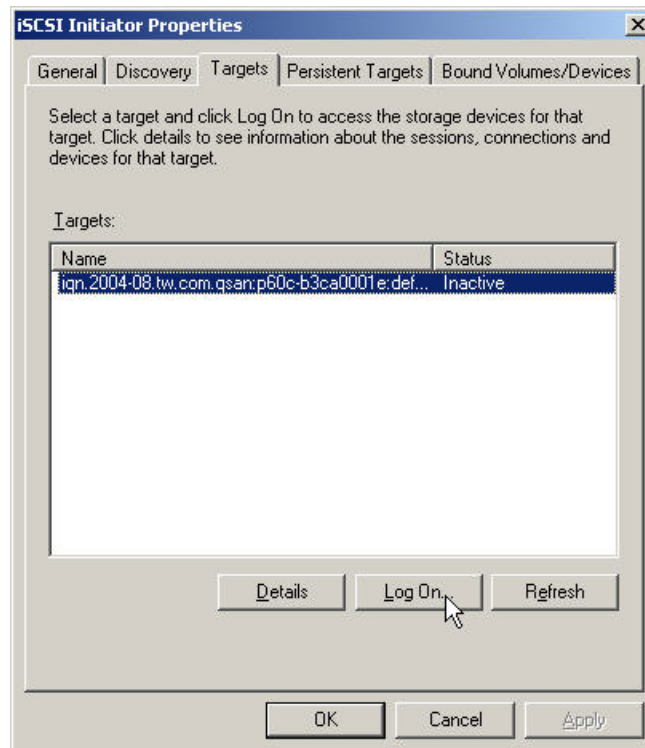 iSCSI Initiator Properties
General Discovery Targets Persistent Targets Bound Volumes/Devices
Select a target and click Log On to access the storage devices for that
target. Click details to see information about the sessions, connections and
devices for that target.
Targets:
Name Status
iqn.2004-08.tw.com.qsan:p60c-b3ca0001e:def... Inactive
Details Log On... Refresh
OK Cancel Apply